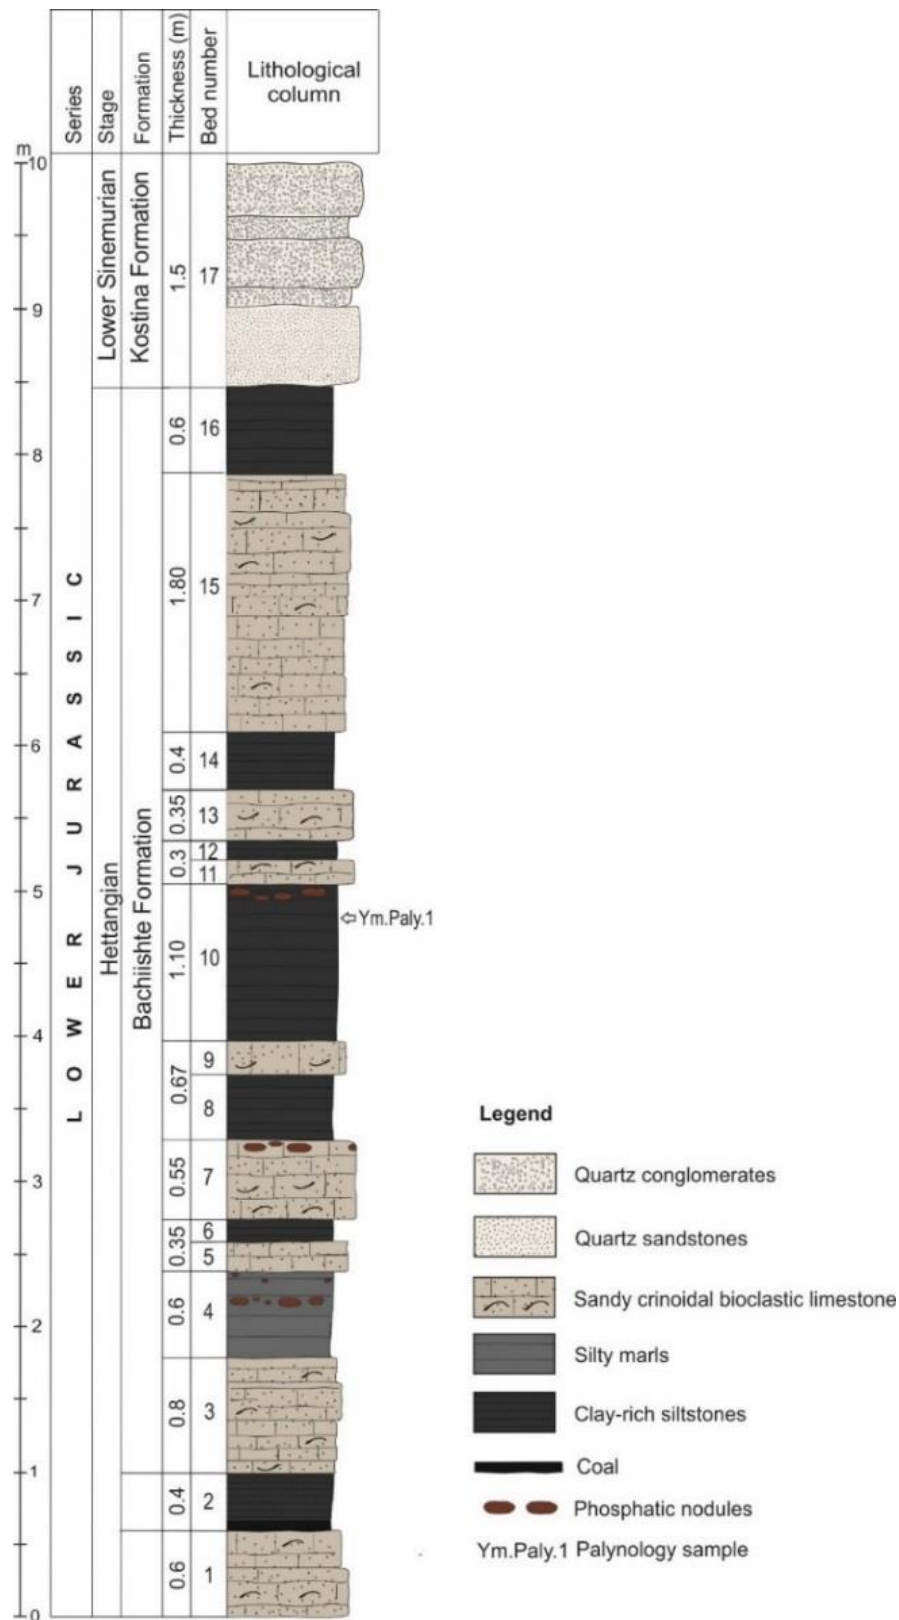 Series
Stage
Formation
Thickness (m)
Bed number
Lithological
column
m
10
9
8
7
6
5
4
3
2
1
0
LOWER JURASSIC
Lower Sinemurian
Hettangian
Kostina Formation
Bachiishte Formation
1.5
17
0.6
16
1.80
15
0.4
14
0.35
13
0.3
12
11
1.10
10
Ym.Paly.1
0.67
9
8
0.55
7
0.35
6
5
0.6
4
0.8
3
0.4
2
0.6
1
Legend
Quartz conglomerates
Quartz sandstones
Sandy crinoidal bioclastic limestone
Silty marls
Clay-rich siltstones
Coal
Phosphatic nodules
Ym.Paly.1 Palynology sample